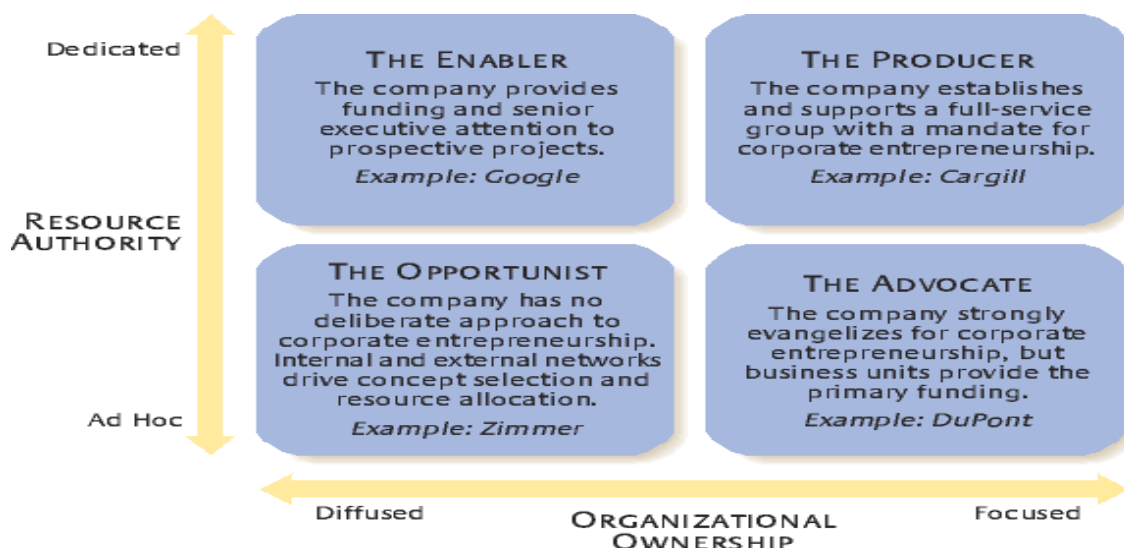 Dedicated
THE ENABLER
The company provides
funding and senior
executive attention to
prospective projects.
Example: Google
THE PRODUCER
The company establishes
and supports a full-service
group with a mandate for
corporate entrepreneurship.
Example: Cargill
RESOURCE
AUTHORITY
THE OPPORTUNIST
The company has no
deliberate approach to
corporate entrepreneurship.
Internal and external networks
drive concept selection and
resource allocation.
Example: Zimmer
THE ADVOCATE
The company strongly
evangelizes for corporate
entrepreneurship, but
business units provide the
primary funding.
Example: DuPont
Ad Hoc
Diffused
ORGANIZATIONAL
OWNERSHIP
Focused